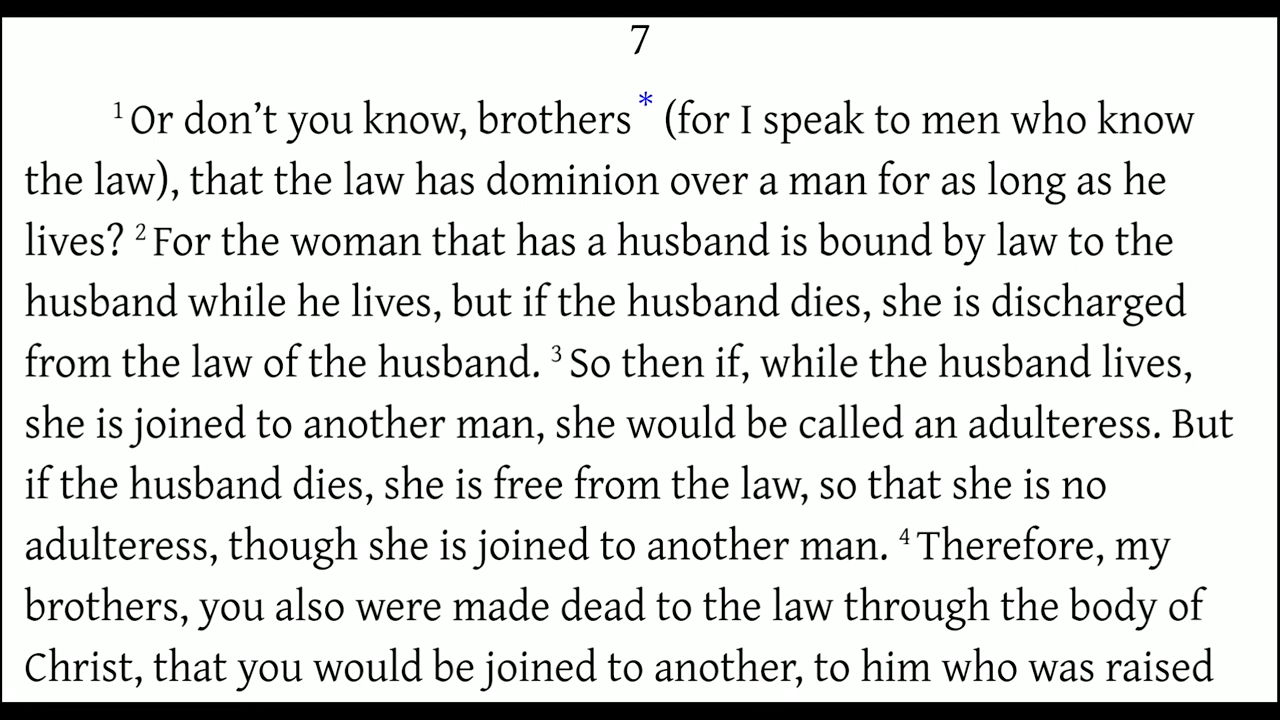 7
1 Or don’t you know, brothers * (for I speak to men who know
the law), that the law has dominion over a man for as long as he
lives? 2 For the woman that has a husband is bound by law to the
husband while he lives, but if the husband dies, she is discharged
from the law of the husband. 3 So then if, while the husband lives,
she is joined to another man, she would be called an adulteress. But
if the husband dies, she is free from the law, so that she is no
adulteress, though she is joined to another man. 4 Therefore, my
brothers, you also were made dead to the law through the body of
Christ, that you would be joined to another, to him who was raised